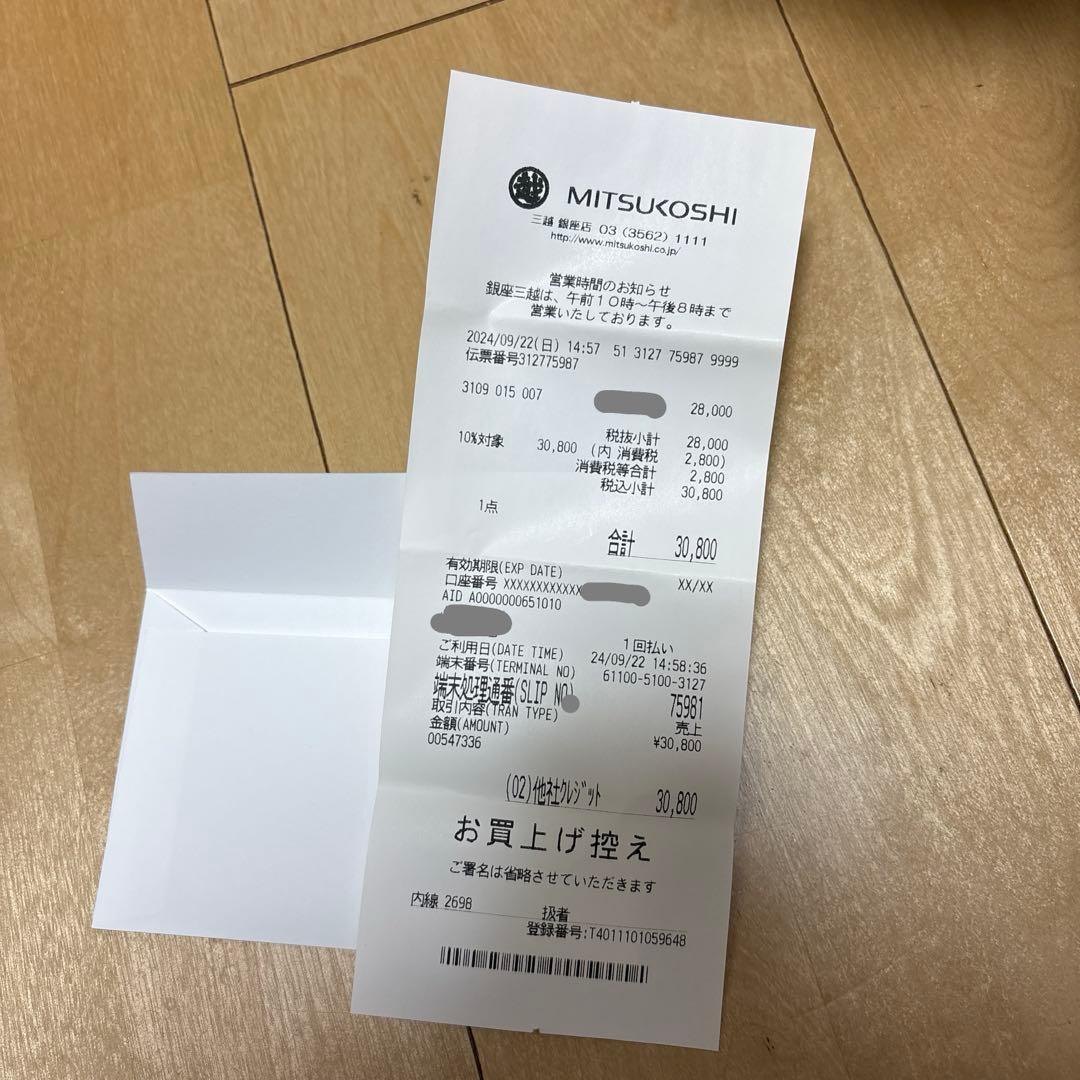 越 MITSUKOSHI
三越 銀座店 03 (3562) 1111
http://www.mitsukoshi.co.jp/
営業時間のお知らせ
銀座三越は、午前10時～午後8時まで
営業いたしております。
2024/09/22(日) 14:57 51 3127 75987 9999
伝票番号312775987
3109 015 007 28,000
税抜小計 28,000
10%対象 30,800 (内 消費税 2,800)
消費税等合計 2,800
税込小計 30,800
1点
合計 30,800
有効期限(EXP DATE) XX/XX
口座番号 XXXXXXXXXXXX
AID A0000000651010
1回払い
ご利用日(DATE TIME) 24/09/22 14:58:36
端末番号(TERMINAL NO) 61100-5100-3127
端末処理通番(SLIP NO) 75981
取引内容(TRAN TYPE) 売上
金額(AMOUNT) ¥30,800
00547336
(02)他社クレジット 30,800
お買上げ控え
ご署名は省略させていただきます
内線 2698 扱者
登録番号:T4011101059648